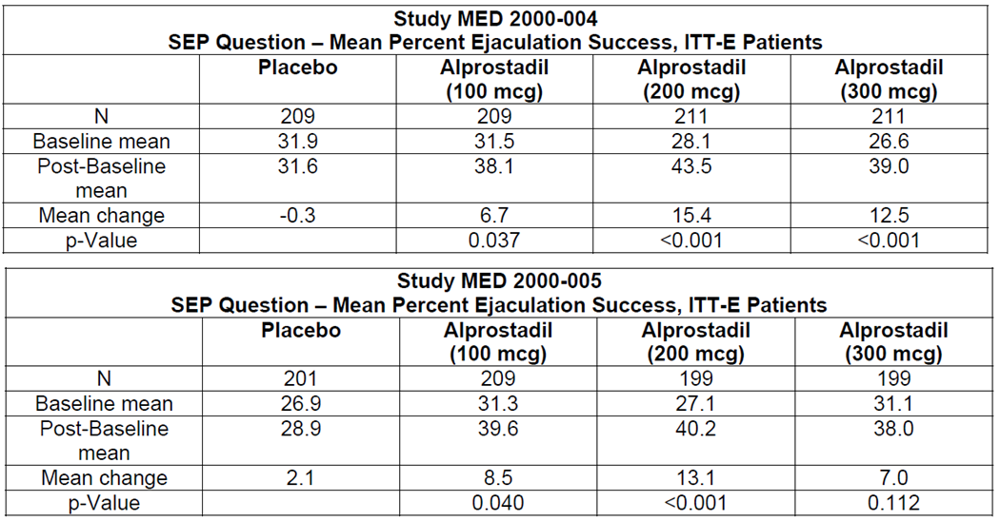 Study MED 2000-004
SEP Question – Mean Percent Ejaculation Success, ITT-E Patients
Placebo Alprostadil (100 mcg) Alprostadil (200 mcg) Alprostadil (300 mcg)
N 209 209 211 211
Baseline mean 31.9 31.5 28.1 26.6
Post-Baseline mean 31.6 38.1 43.5 39.0
Mean change -0.3 6.7 15.4 12.5
p-Value 0.037 <0.001 <0.001
Study MED 2000-005
SEP Question – Mean Percent Ejaculation Success, ITT-E Patients
Placebo Alprostadil (100 mcg) Alprostadil (200 mcg) Alprostadil (300 mcg)
N 201 209 199 199
Baseline mean 26.9 31.3 27.1 31.1
Post-Baseline mean 28.9 39.6 40.2 38.0
Mean change 2.1 8.5 13.1 7.0
p-Value 0.040 <0.001 0.112